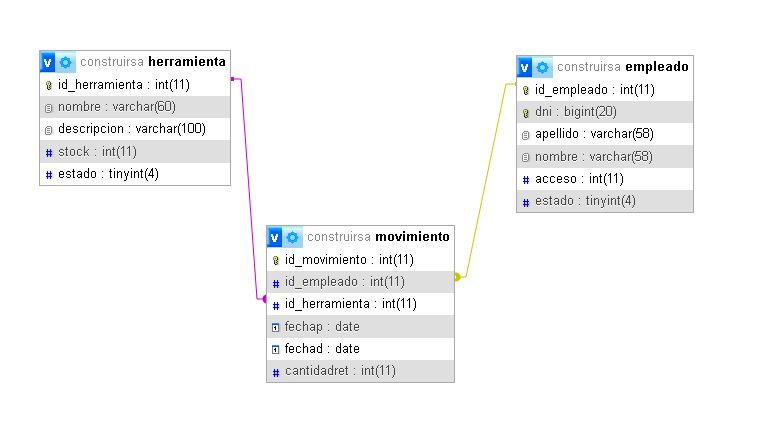 construirsa herramienta
id_herramienta : int(11)
nombre : varchar(60)
descripcion : varchar(100)
stock : int(11)
estado : tinyint(4)
construirsa empleado
id_empleado : int(11)
dni : bigint(20)
apellido : varchar(58)
nombre : varchar(58)
acceso : int(11)
estado : tinyint(4)
construirsa movimiento
id_movimiento : int(11)
id_empleado : int(11)
id_herramienta : int(11)
fechap : date
fechad : date
cantidadret : int(11)